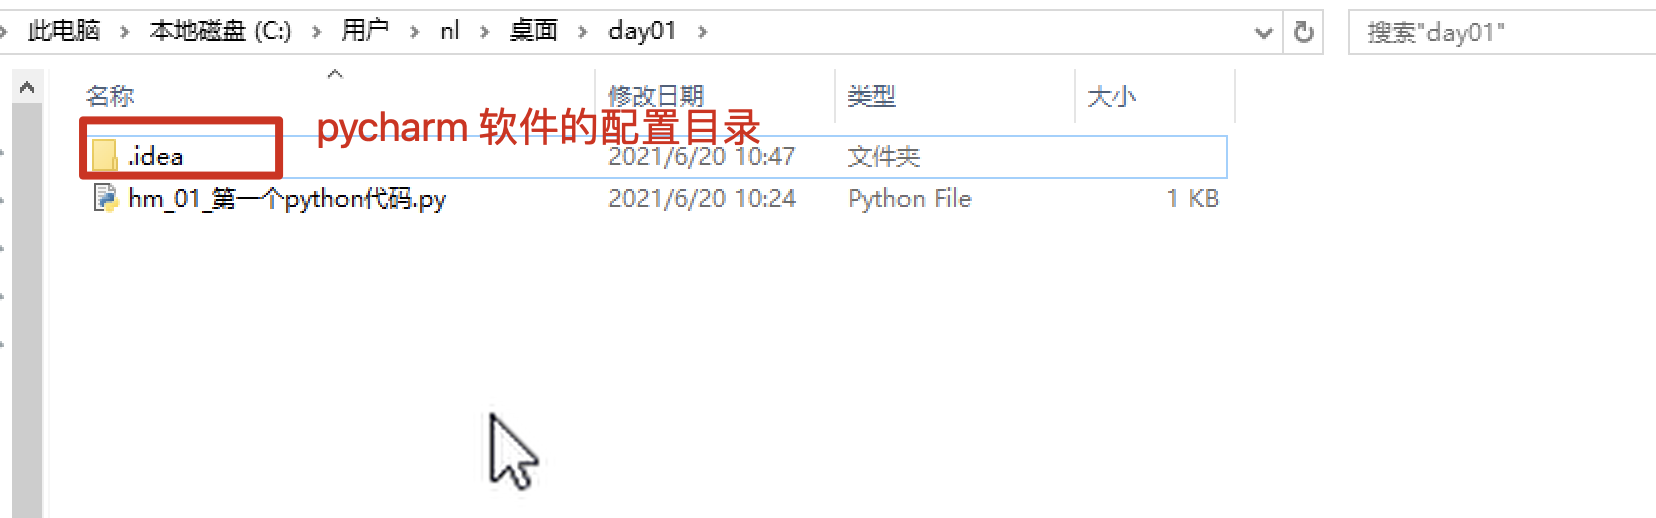 此电脑 › 本地磁盘 (C:) › 用户 › nl › 桌面 › day01 ›
搜索"day01"
名称 修改日期 类型 大小
pycharm 软件的配置目录
.idea 2021/6/20 10:47 文件夹
hm_01_第一个python代码.py 2021/6/20 10:24 Python File 1 KB